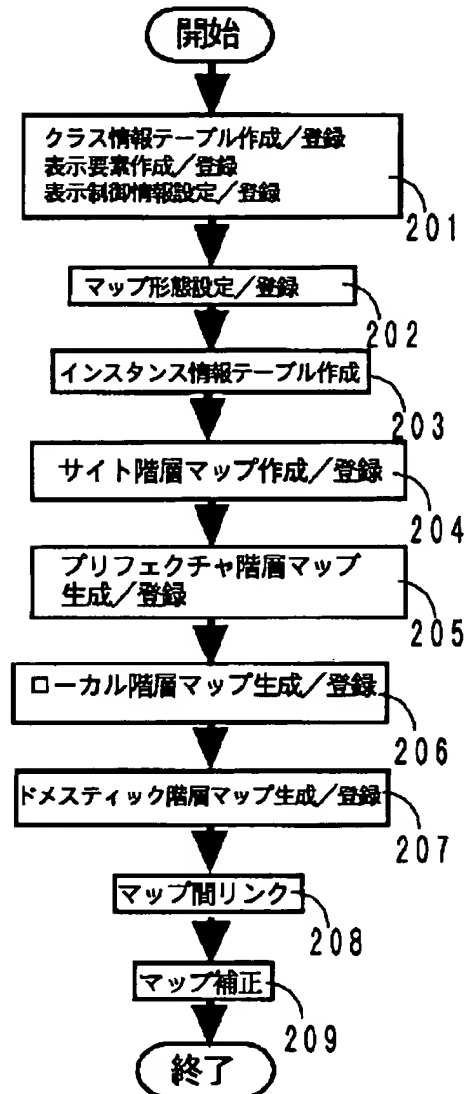 開始
クラス情報テーブル作成／登録
表示要素作成／登録
表示制御情報設定／登録
201
マップ形態設定／登録
202
インスタンス情報テーブル作成
203
サイト階層マップ作成／登録
204
プリフェクチャ階層マップ
生成／登録
205
ローカル階層マップ生成／登録
206
ドメスティック階層マップ生成／登録
207
マップ間リンク
208
マップ補正
209
終了